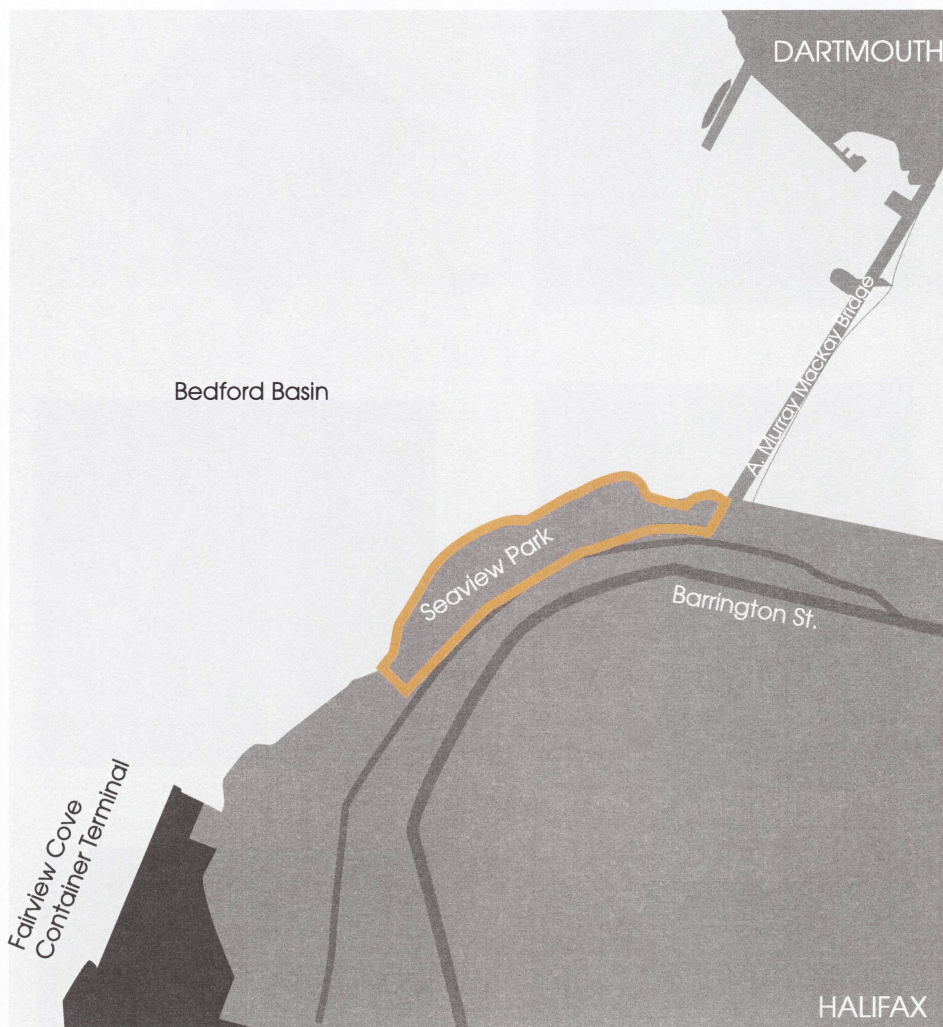 DARTMOUTH
A. Murray MacKay Bridge
Bedford Basin
Seaview Park
Barrington St.
Fairview Cove
Container Terminal
HALIFAX